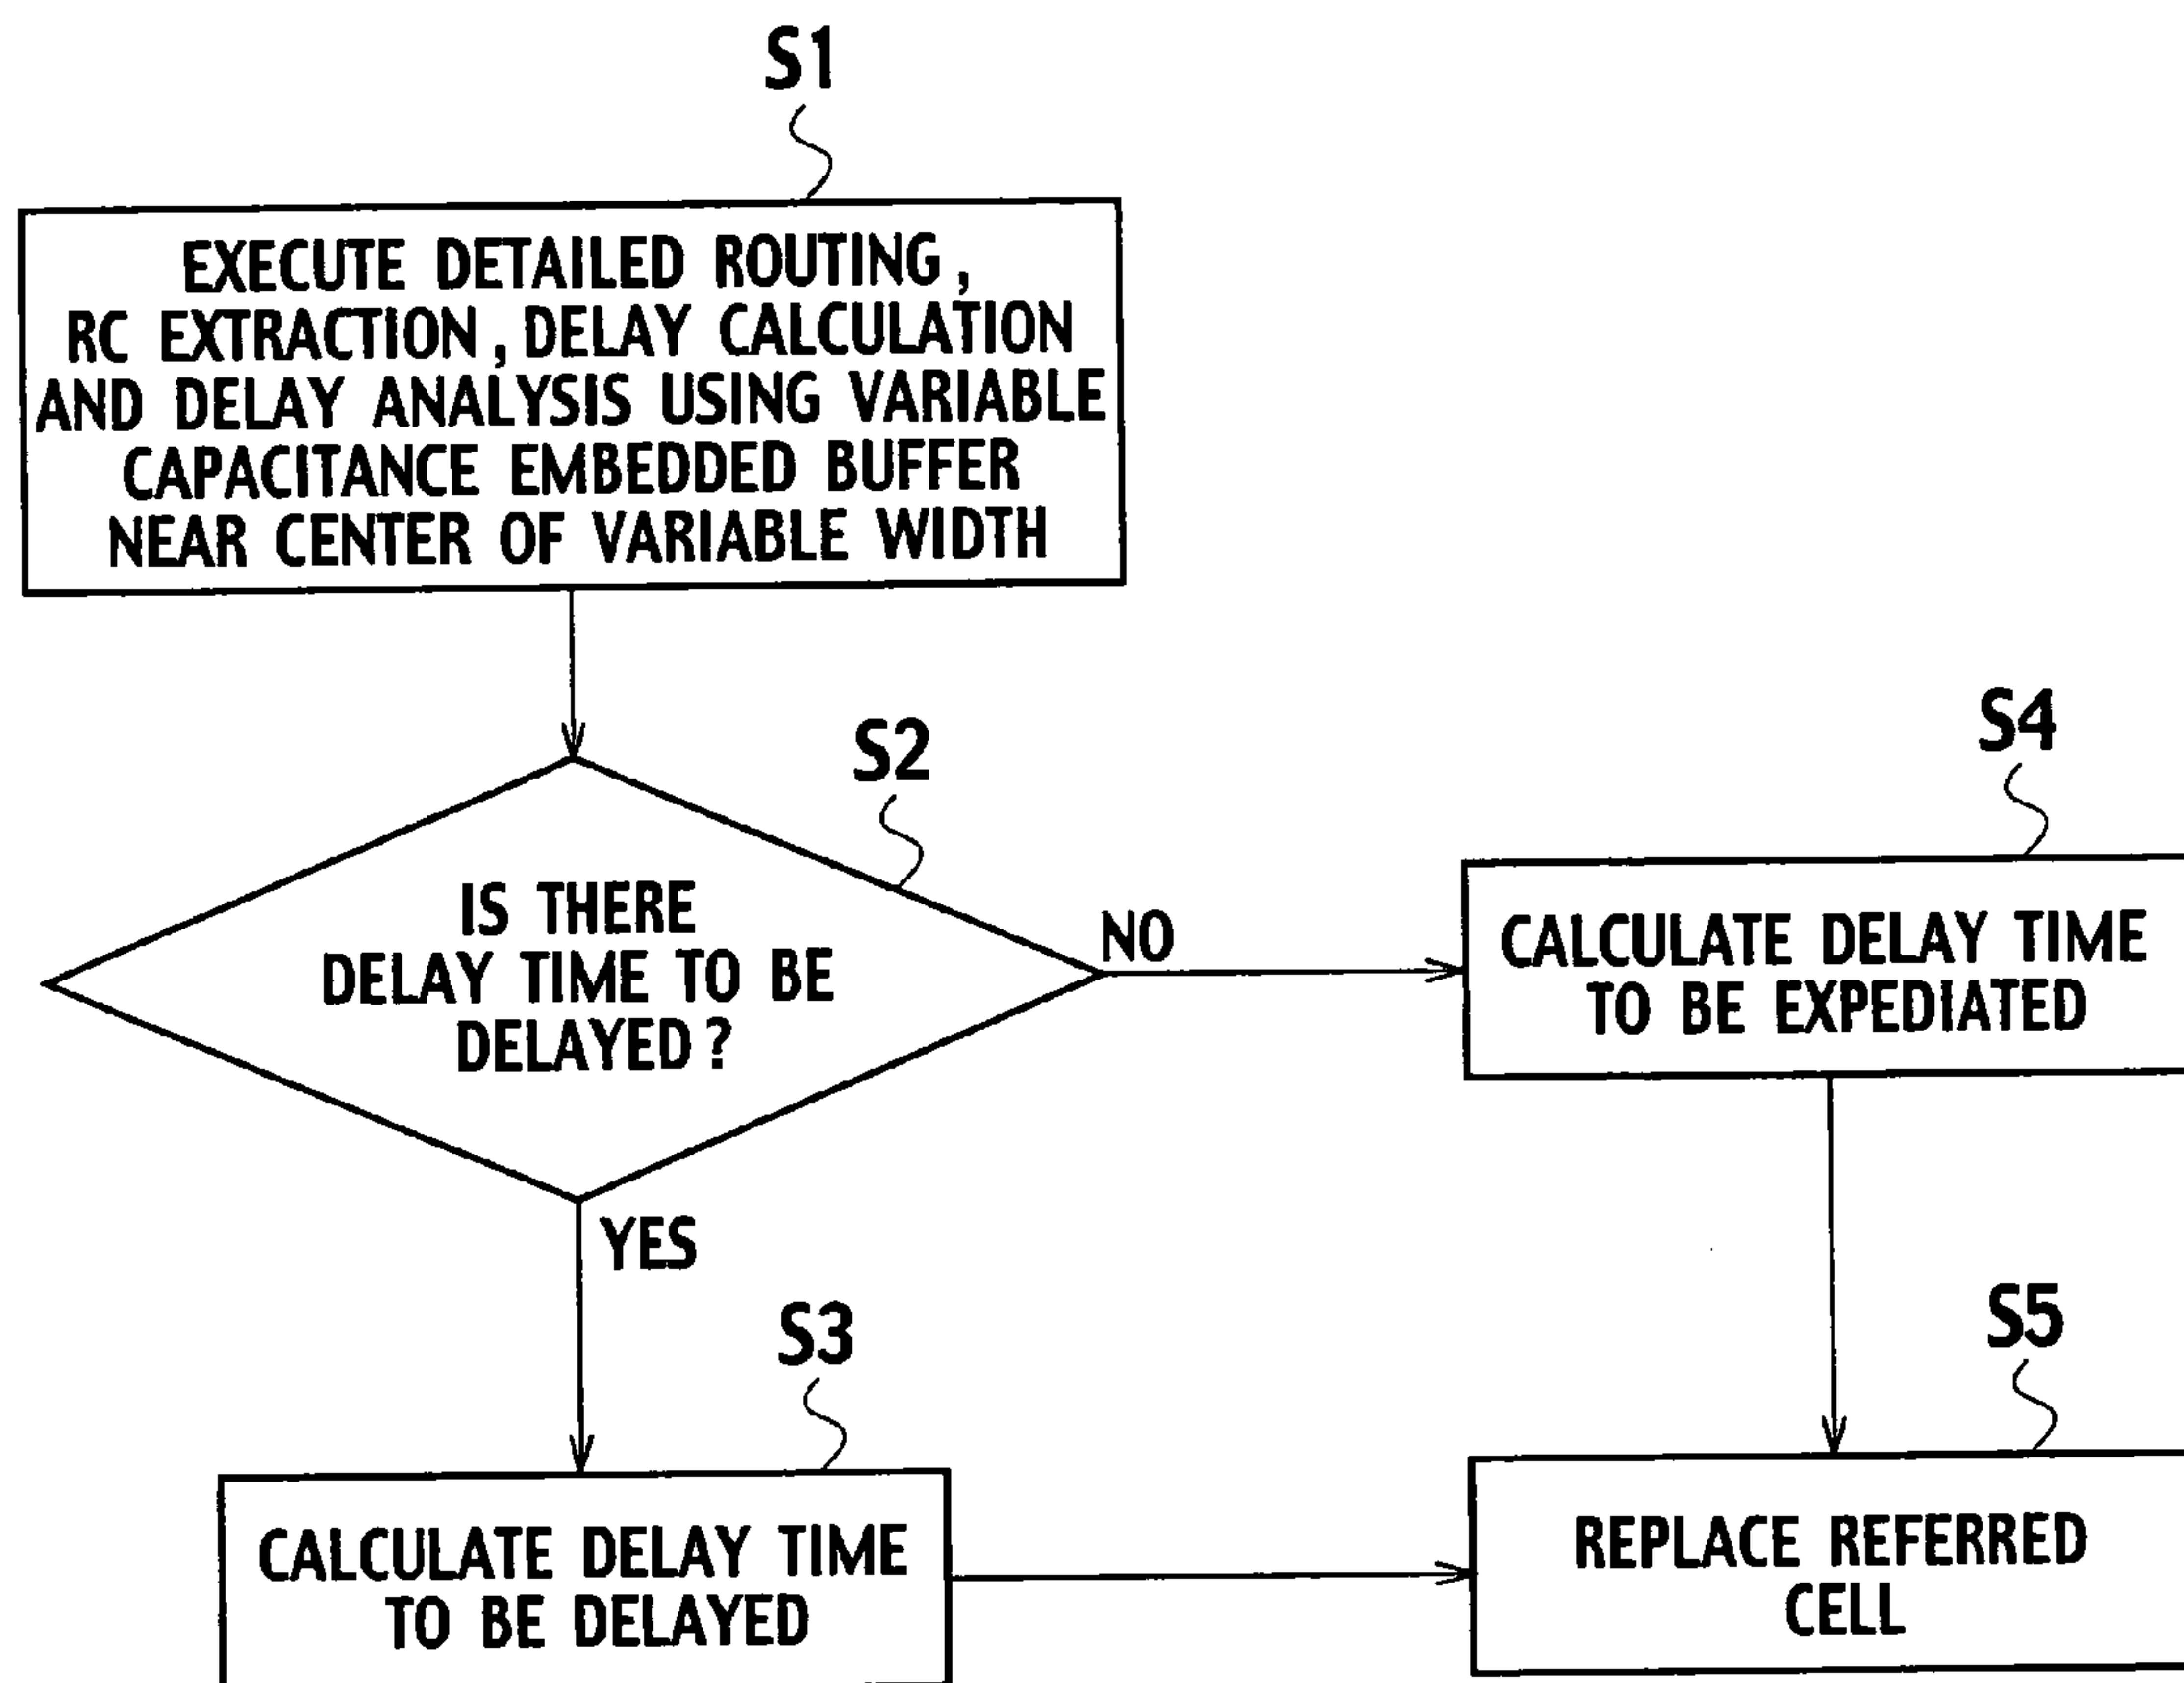 S1
EXECUTE DETAILED ROUTING,
RC EXTRACTION, DELAY CALCULATION
AND DELAY ANALYSIS USING VARIABLE
CAPACITANCE EMBEDDED BUFFER
NEAR CENTER OF VARIABLE WIDTH
S2
IS THERE
DELAY TIME TO BE
DELAYED?
NO
S4
CALCULATE DELAY TIME
TO BE EXPEDIATED
YES
S3
CALCULATE DELAY TIME
TO BE DELAYED
S5
REPLACE REFERRED
CELL